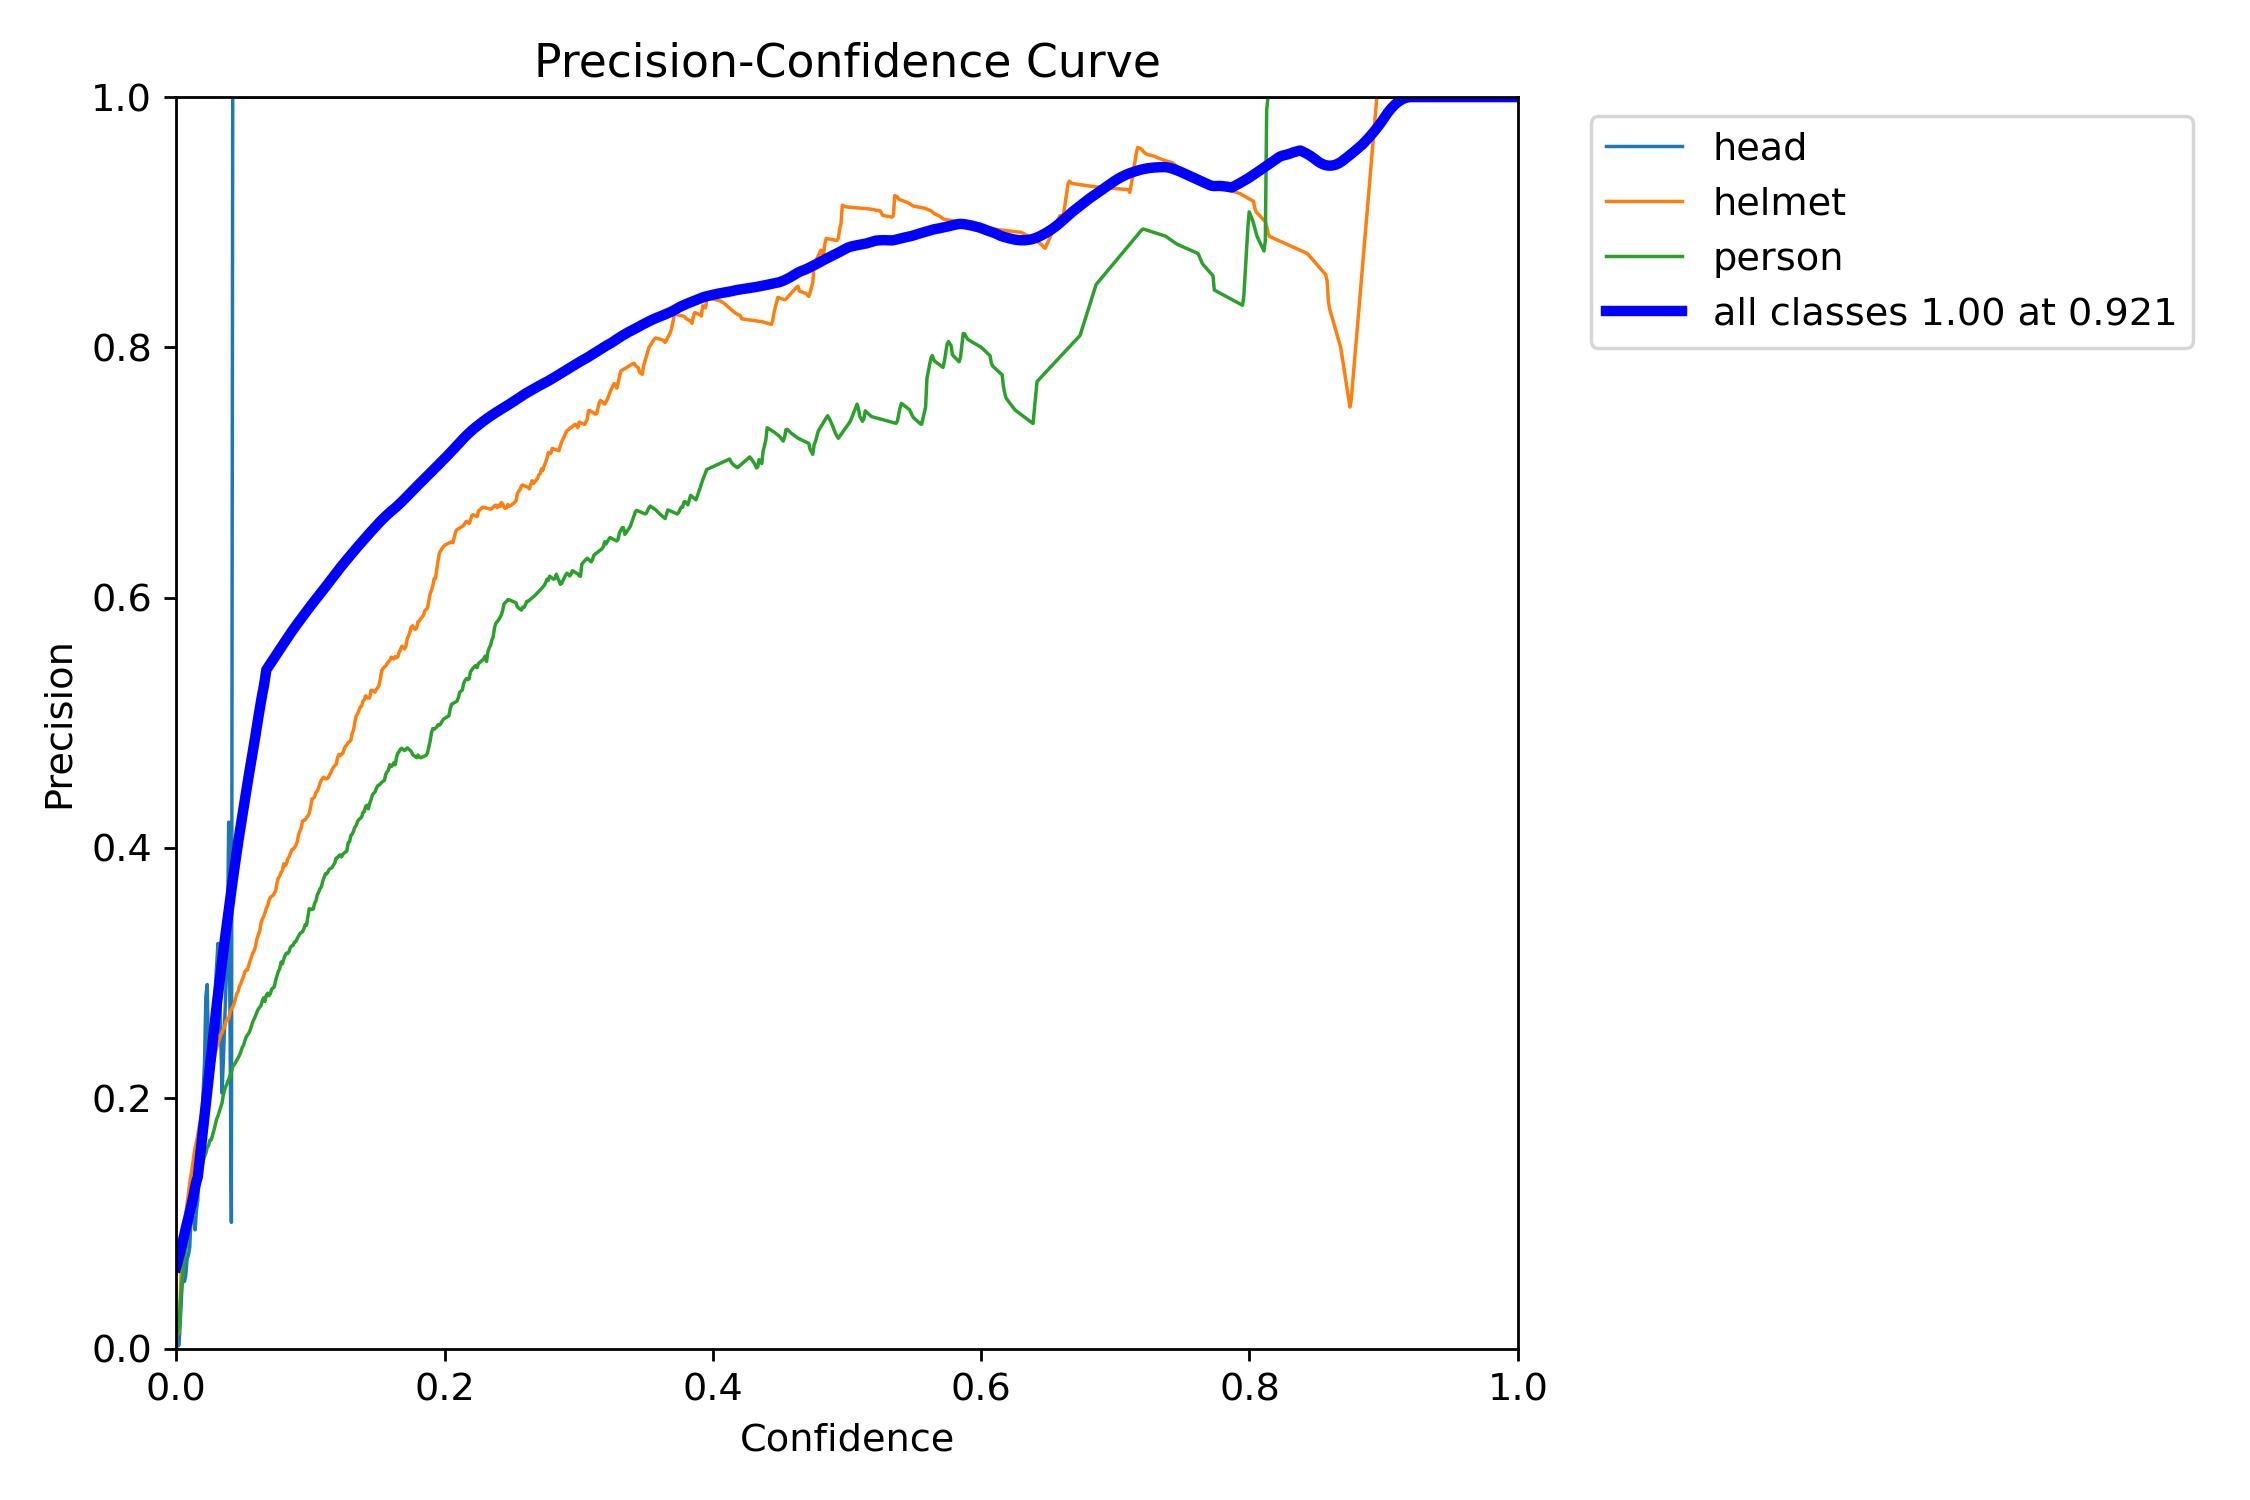 Precision-Confidence Curve
1.0
0.8
0.6
0.4
0.2
0.0
Precision
0.0 0.2 0.4 0.6 0.8 1.0
Confidence
head
helmet
person
all classes 1.00 at 0.921